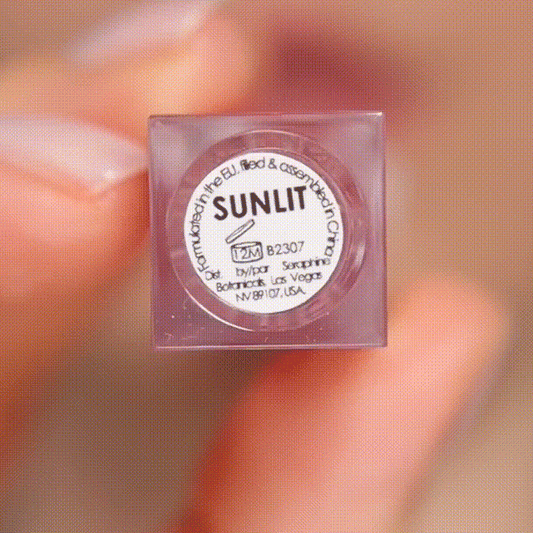 Formulated in the EU, filled & assembled in China
SUNLIT
12M B2307
Dist. by/par Seraphine
Botanicals, Las Vegas
NV 89107, USA.